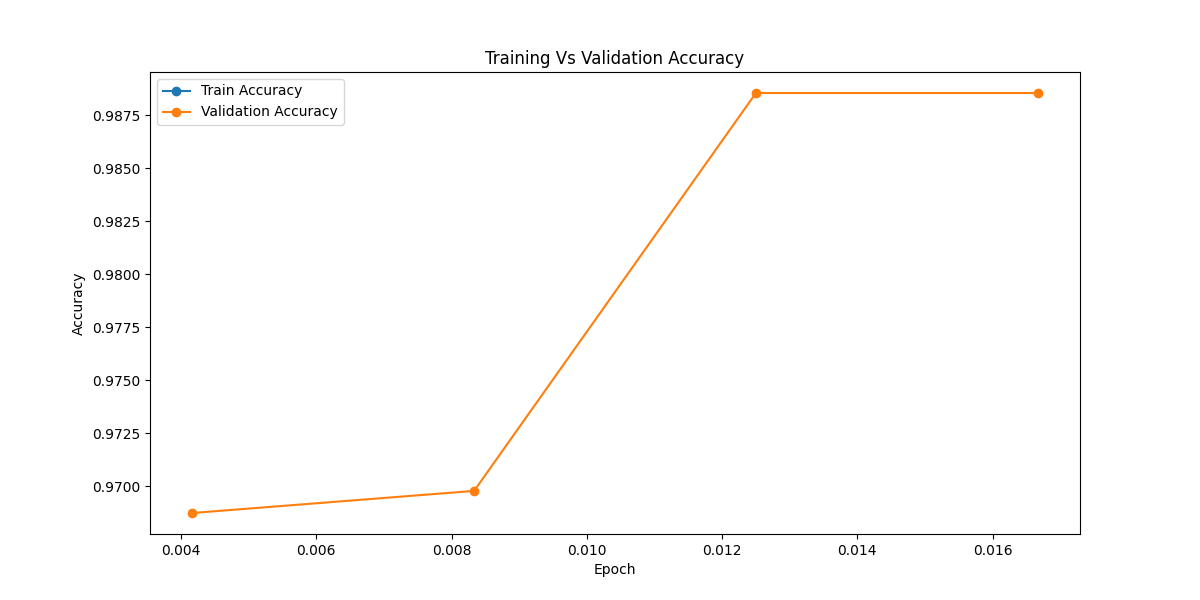 Training Vs Validation Accuracy
Train Accuracy
Validation Accuracy
0.9875
0.9850
0.9825
0.9800
0.9775
0.9750
0.9725
0.9700
Accuracy
0.004 0.006 0.008 0.010 0.012 0.014 0.016
Epoch